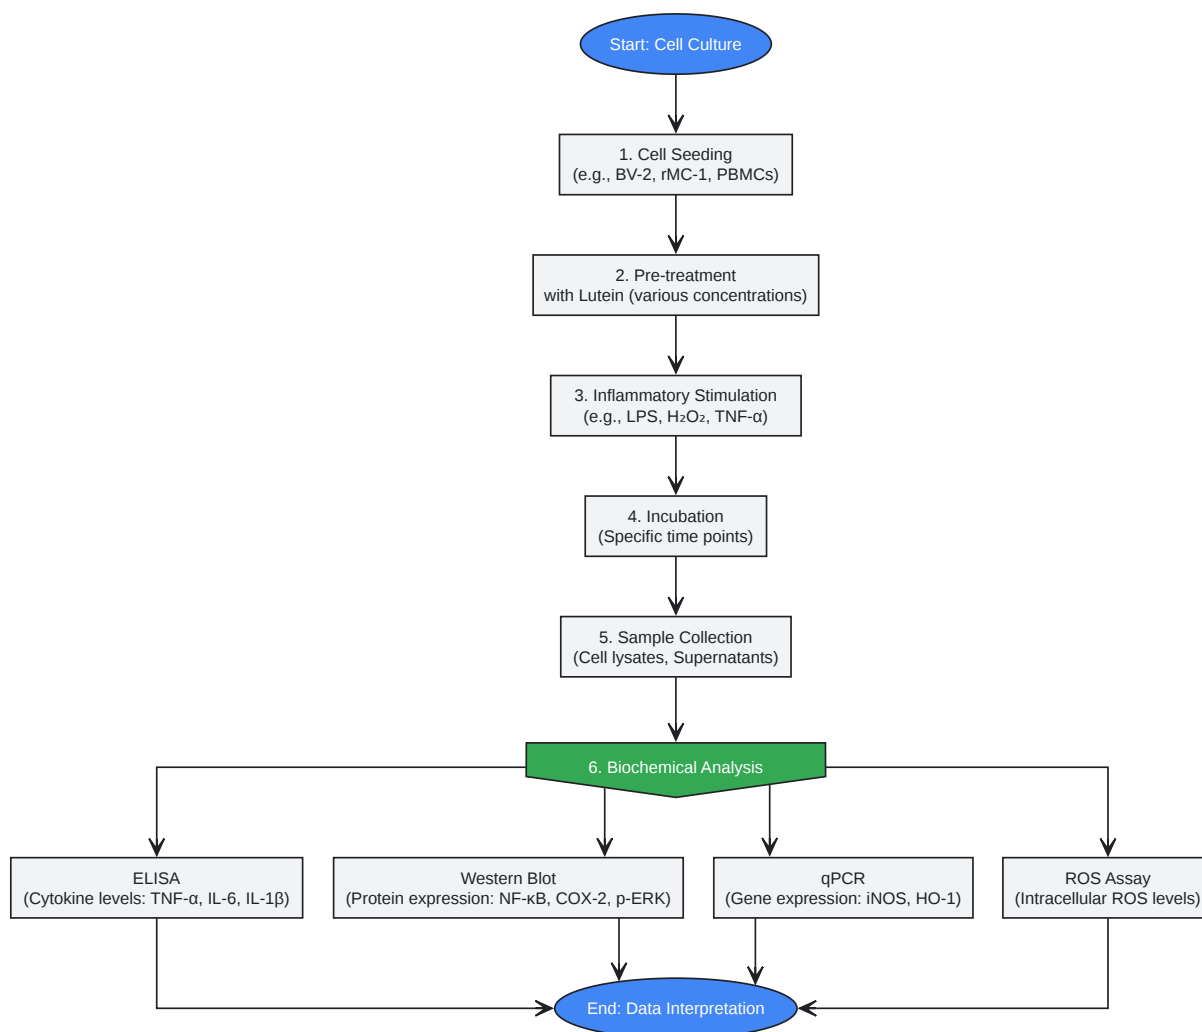 Start: Cell Culture
1. Cell Seeding
(e.g., BV-2, rMC-1, PBMCs)
2. Pre-treatment
with Lutein (various concentrations)
3. Inflammatory Stimulation
(e.g., LPS, H₂O₂, TNF-α)
4. Incubation
(Specific time points)
5. Sample Collection
(Cell lysates, Supernatants)
6. Biochemical Analysis
ELISA
(Cytokine levels: TNF-α, IL-6, IL-1β)
Western Blot
(Protein expression: NF-κB, COX-2, p-ERK)
qPCR
(Gene expression: iNOS, HO-1)
ROS Assay
(Intracellular ROS levels)
End: Data Interpretation